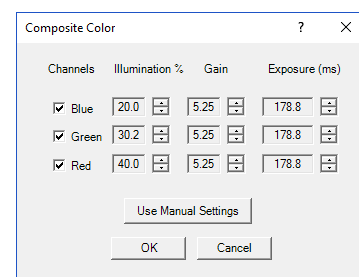 Composite Color ? ✕
Channels Illumination % Gain Exposure (ms)
Blue 20.0 5.25 178.8
Green 30.2 5.25 178.8
Red 40.0 5.25 178.8
Use Manual Settings
OK Cancel